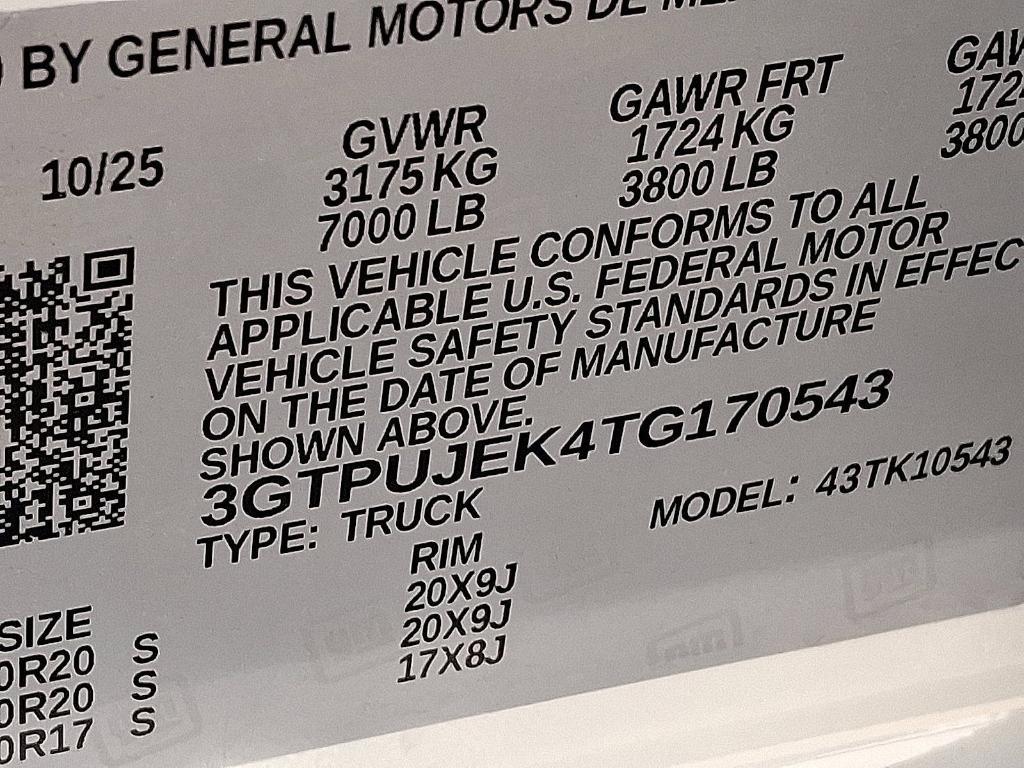 BY GENERAL MOTORS DE
10/25
GVWR
3175 KG
7000 LB
GAWR FRT
1724 KG
3800 LB
GAW
172
3800
THIS VEHICLE CONFORMS TO ALL
APPLICABLE U.S. FEDERAL MOTOR
VEHICLE SAFETY STANDARDS IN EFFEC
ON THE DATE OF MANUFACTURE
SHOWN ABOVE.
3GTPUJEK4TG170543
TYPE: TRUCK
MODEL: 43TK10543
SIZE
0R20 S
0R20 S
0R17 S
RIM
20X9J
20X9J
17X8J